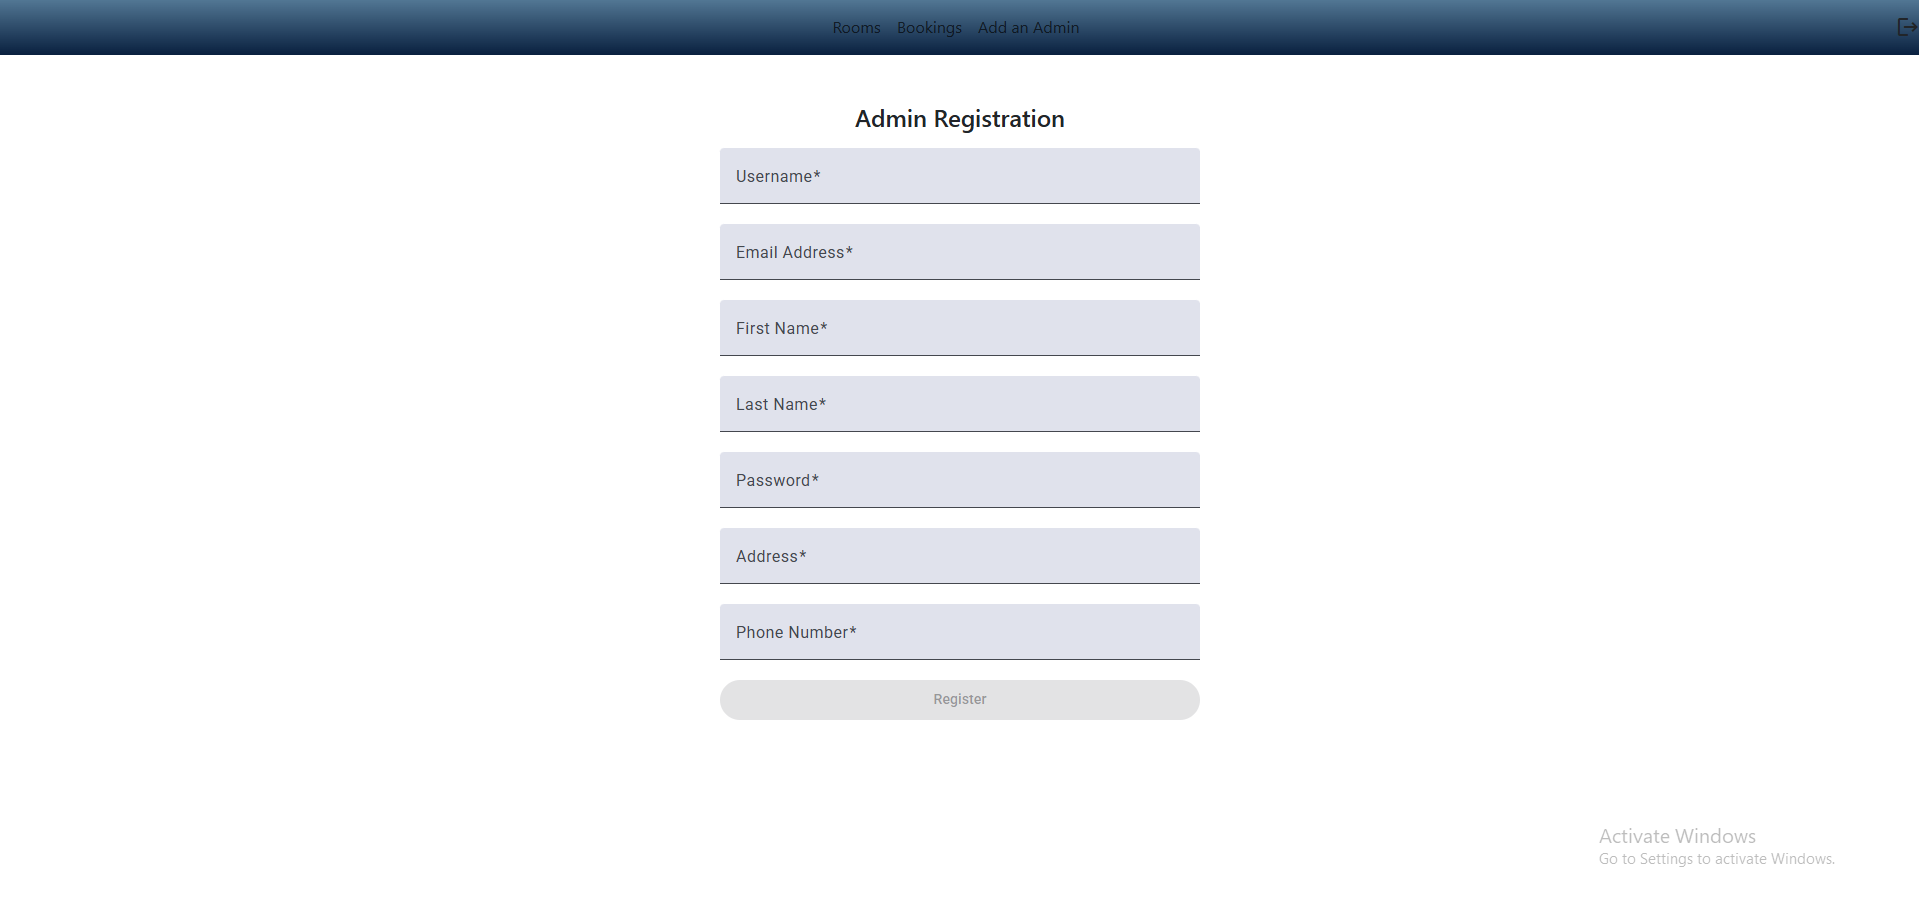 Rooms Bookings Add an Admin
Admin Registration
Username*
Email Address*
First Name*
Last Name*
Password*
Address*
Phone Number*
Register
Activate Windows
Go to Settings to activate Windows.